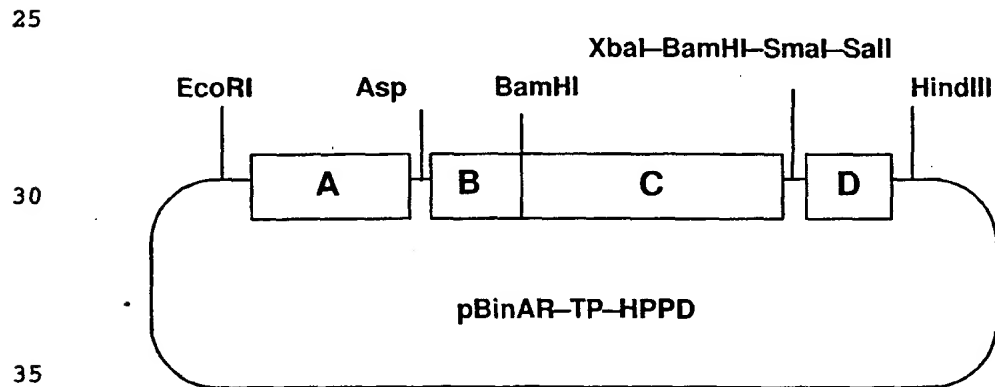 25
XbaI–BamHI–SmaI–SalI
EcoRI Asp BamHI HindIII
30 A B C D
pBinAR–TP–HPPD
35